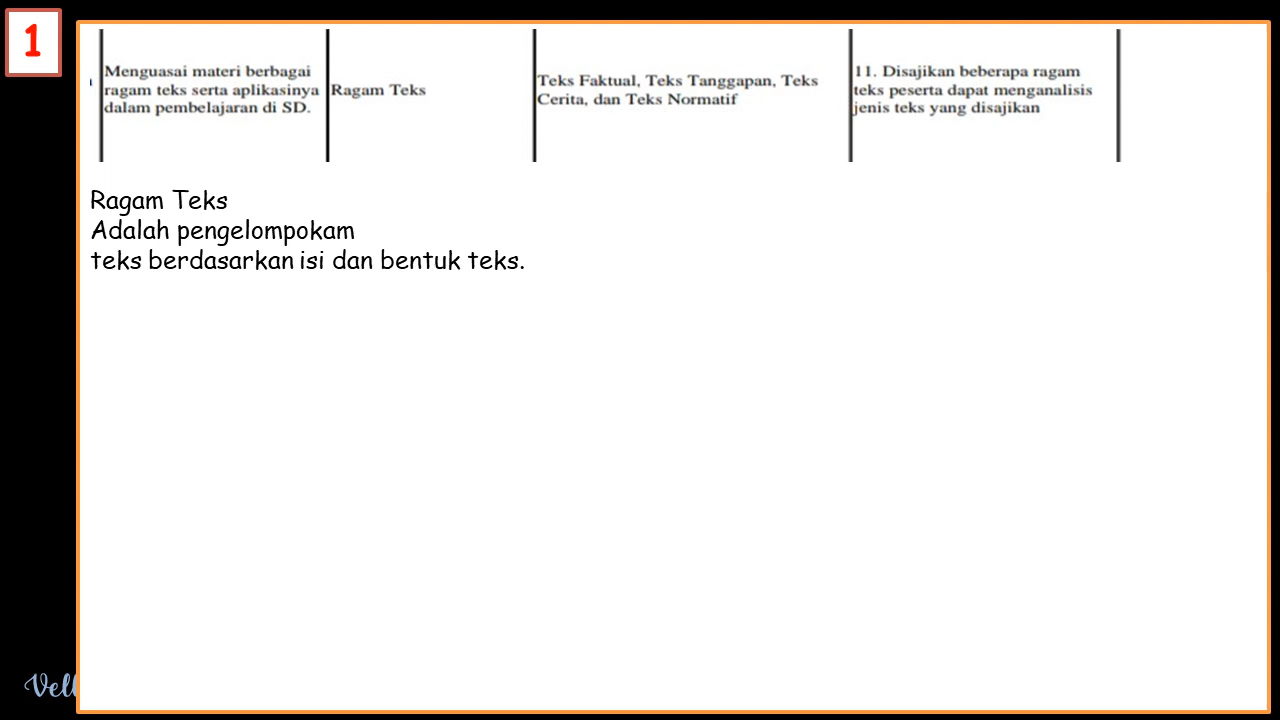 1
Menguasai materi berbagai
ragam teks serta aplikasinya
dalam pembelajaran di SD.
Ragam Teks
Teks Faktual, Teks Tanggapan, Teks
Cerita, dan Teks Normatif
11. Disajikan beberapa ragam
teks peserta dapat menganalisis
jenis teks yang disajikan
Ragam Teks
Adalah pengelompokam
teks berdasarkan isi dan bentuk teks.